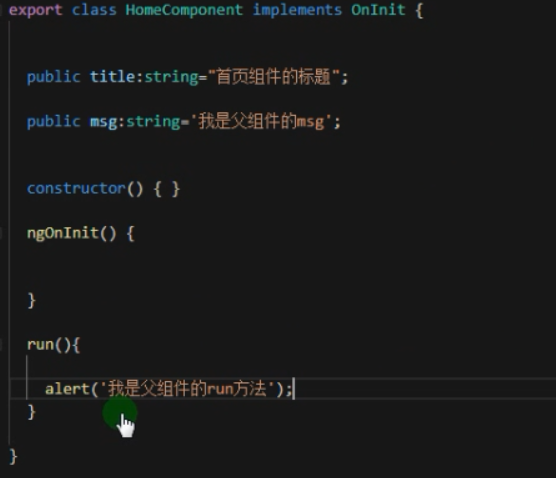 export class HomeComponent implements OnInit {
public title:string="首页组件的标题";
public msg:string='我是父组件的msg';
constructor() { }
ngOnInit() {
}
run(){
alert('我是父组件的run方法');
}
}